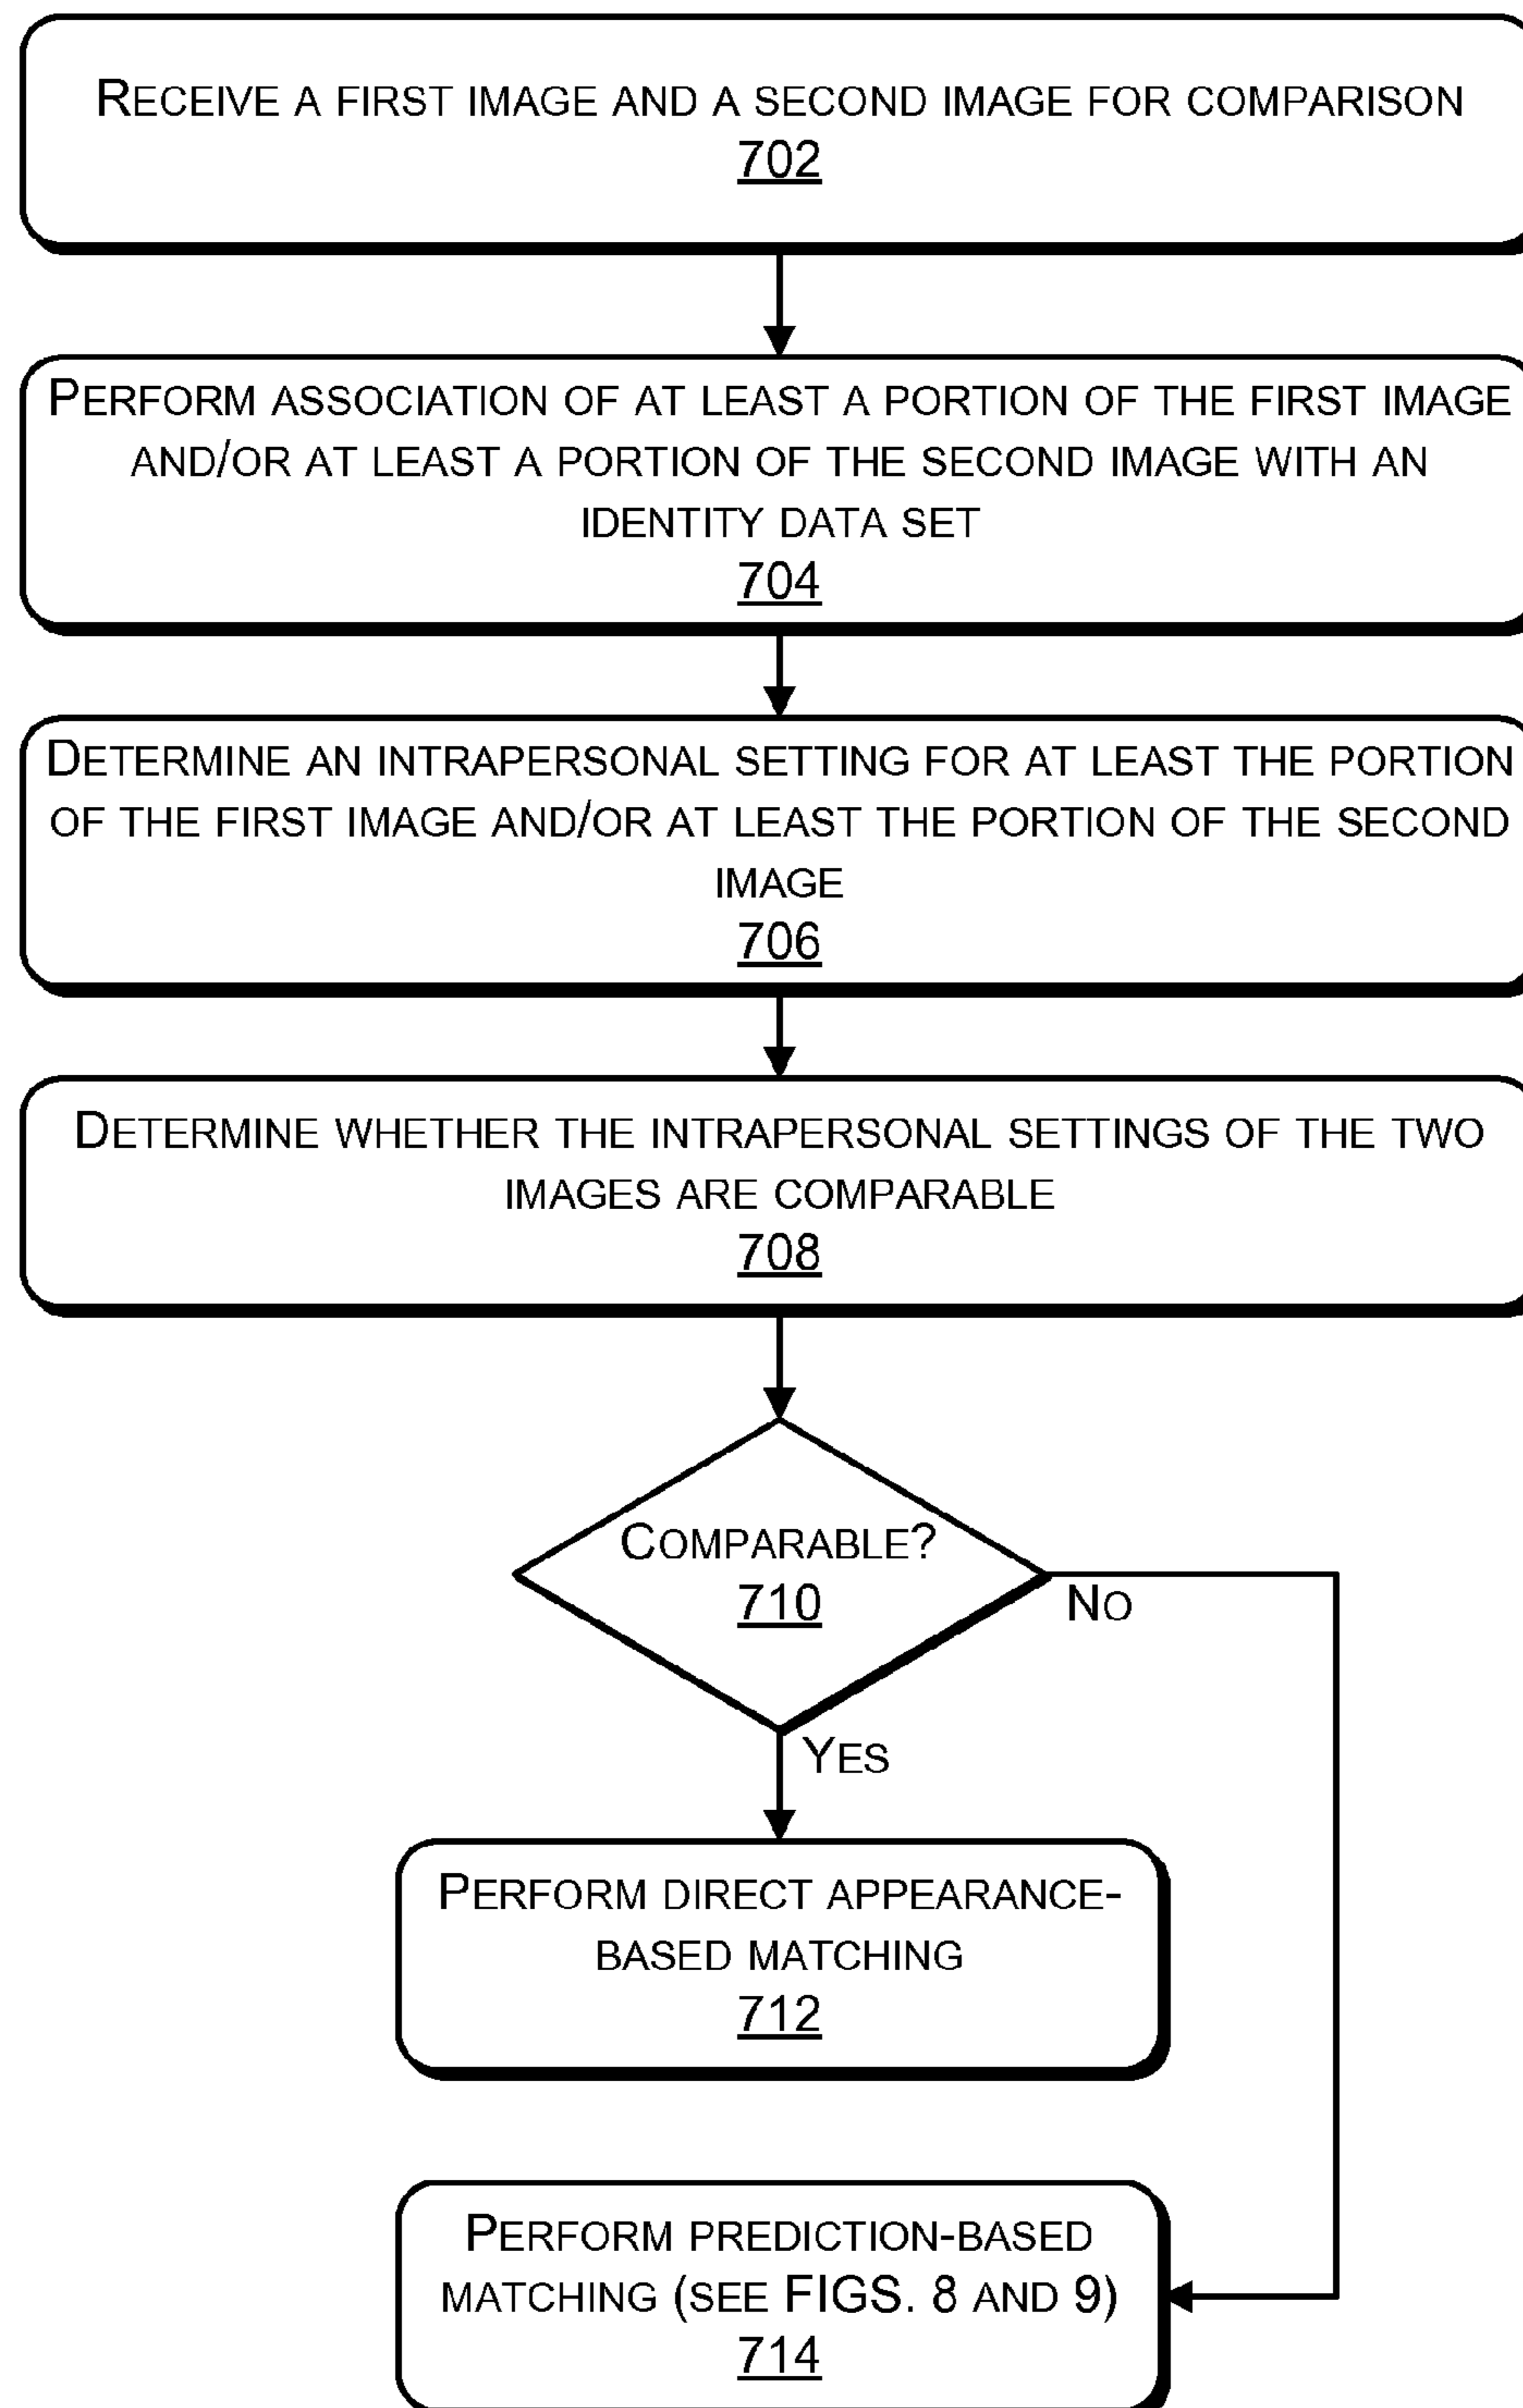 RECEIVE A FIRST IMAGE AND A SECOND IMAGE FOR COMPARISON
702
PERFORM ASSOCIATION OF AT LEAST A PORTION OF THE FIRST IMAGE
AND/OR AT LEAST A PORTION OF THE SECOND IMAGE WITH AN
IDENTITY DATA SET
704
DETERMINE AN INTRAPERSONAL SETTING FOR AT LEAST THE PORTION
OF THE FIRST IMAGE AND/OR AT LEAST THE PORTION OF THE SECOND
IMAGE
706
DETERMINE WHETHER THE INTRAPERSONAL SETTINGS OF THE TWO
IMAGES ARE COMPARABLE
708
COMPARABLE?
710
NO
YES
PERFORM DIRECT APPEARANCE-
BASED MATCHING
712
PERFORM PREDICTION-BASED
MATCHING (SEE FIGS. 8 AND 9)
714